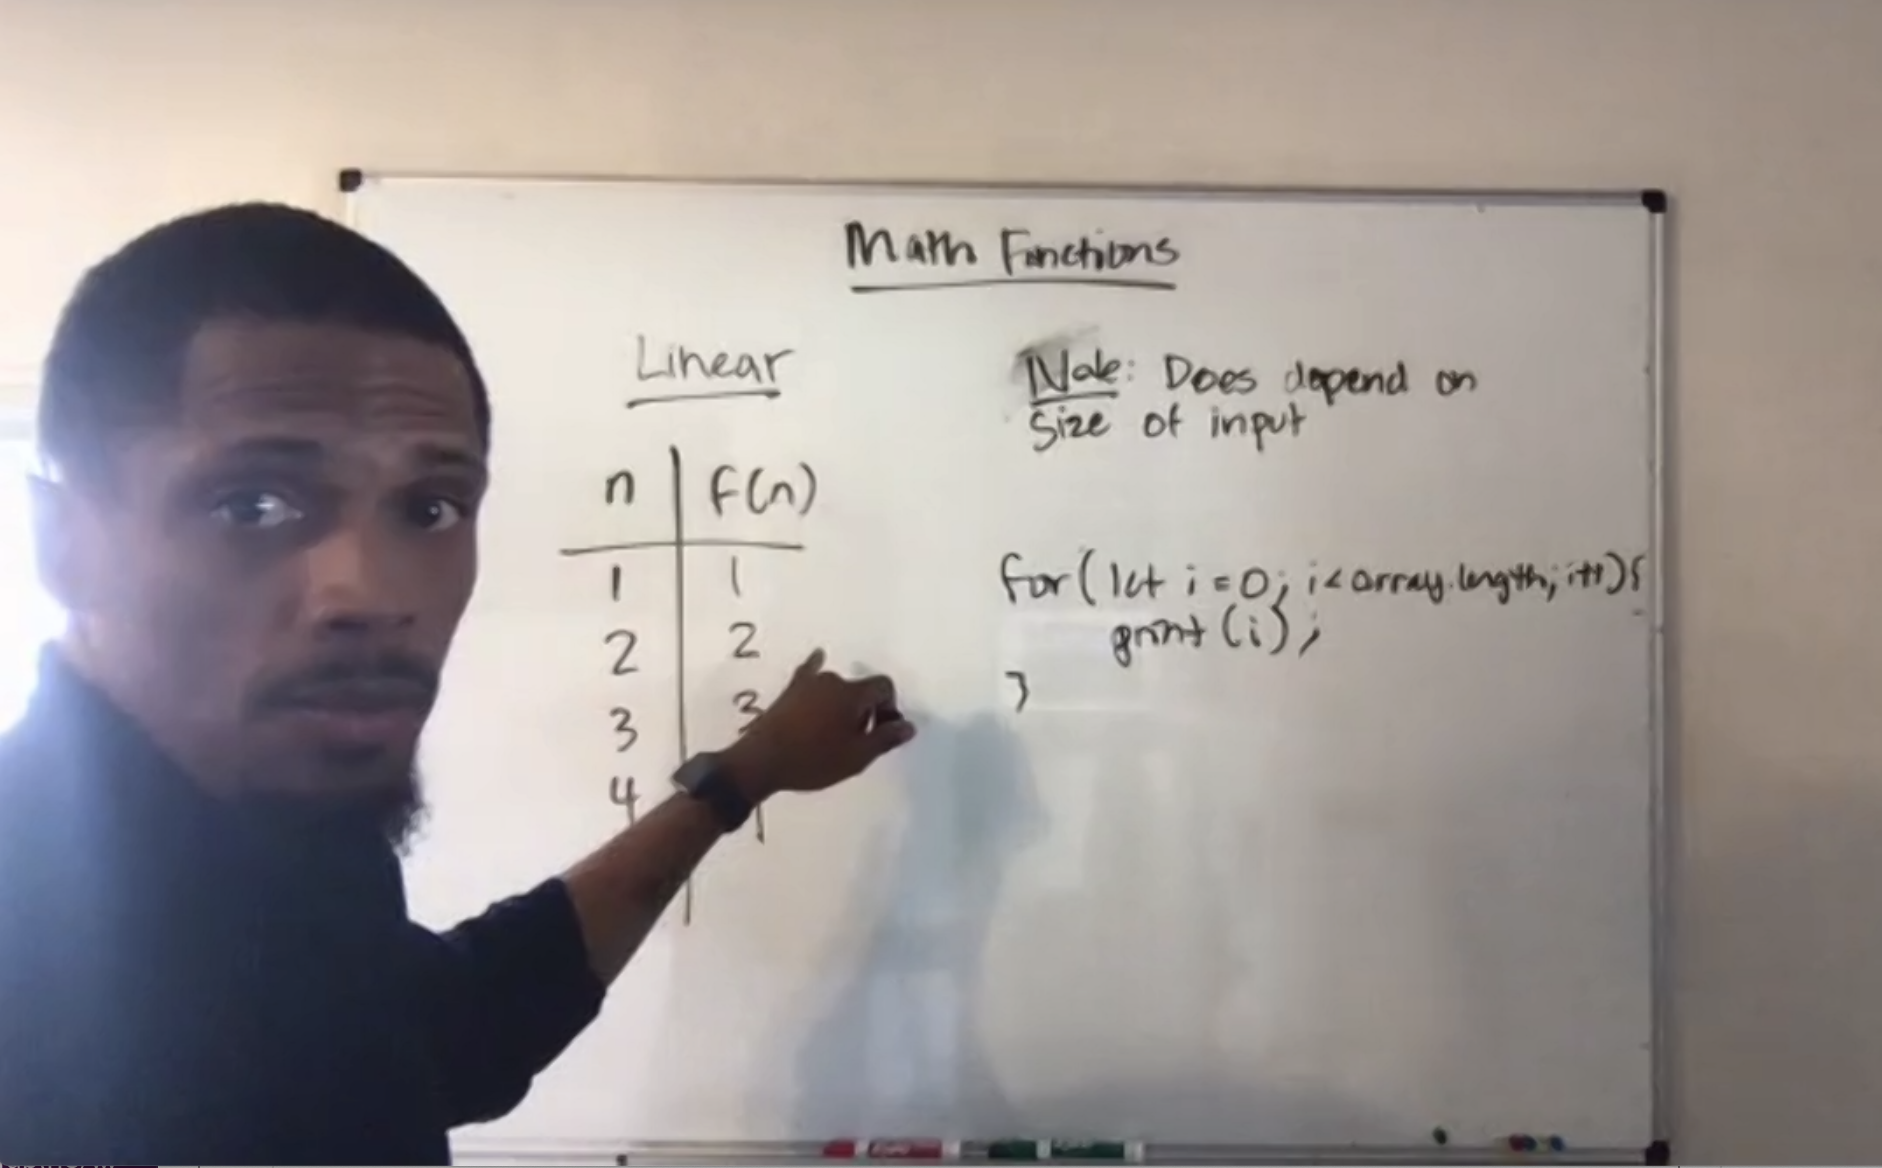 Math Functions
Linear
n f(n)
1 1
2 2
3 3
4
Note: Does depend on
Size of input
for(let i=0; i<array.length; i++){
print(i);
}